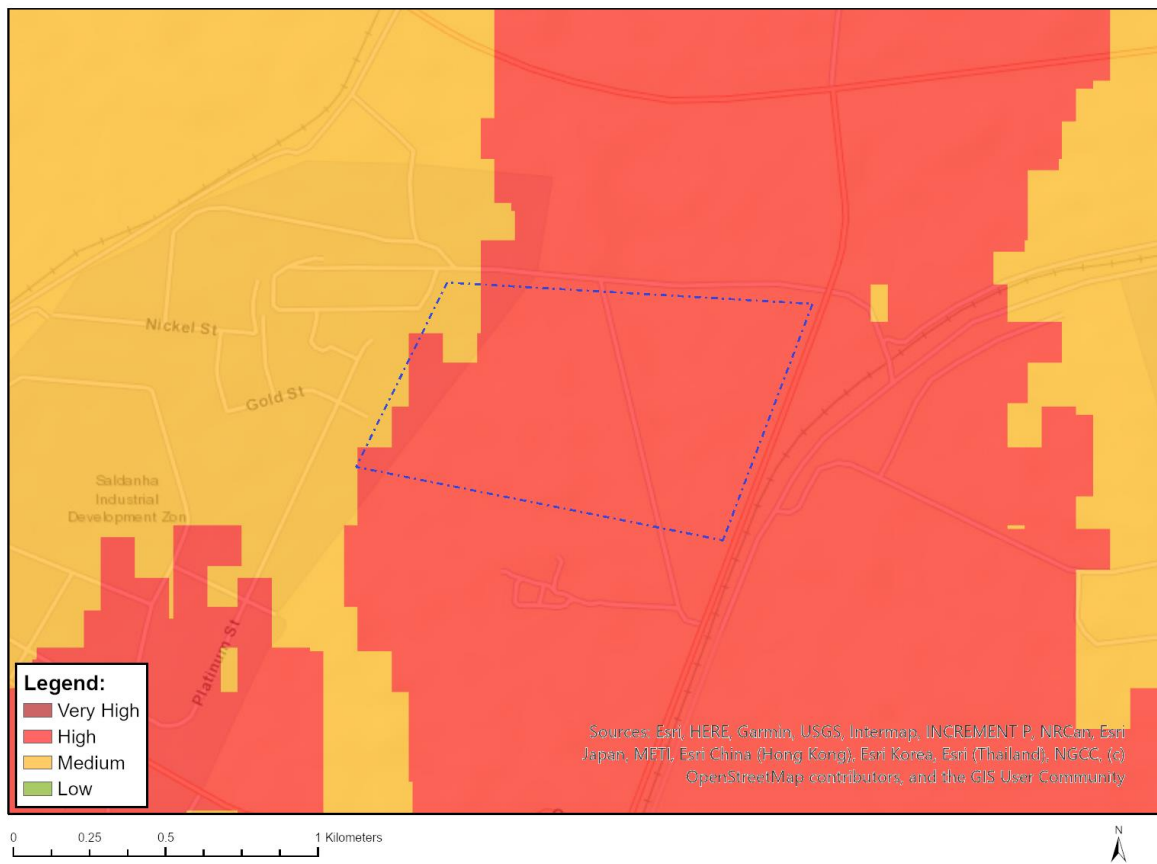 Nickel St
Gold St
Saldanha
Industrial
Development Zon
Platinum St
Legend:
Very High
High
Medium
Low
Sources: Esri, HERE, Garmin, USGS, Intermap, INCREMENT P, NRCan, Esri
Japan, METI, Esri China (Hong Kong), Esri Korea, Esri (Thailand), NGCC, (c)
OpenStreetMap contributors, and the GIS User Community
0 0.25 0.5 1 Kilometers
N